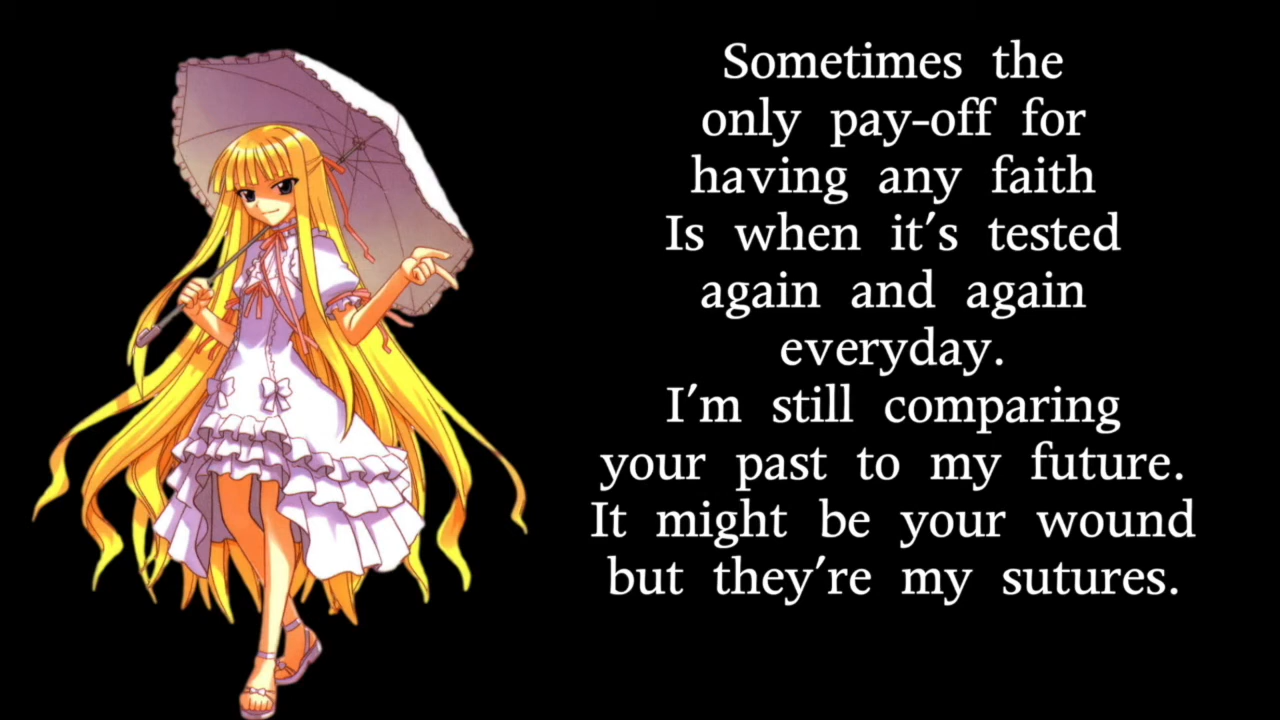 Sometimes the
only pay-off for
having any faith
Is when it's tested
again and again
everyday.
I'm still comparing
your past to my future.
It might be your wound
but they're my sutures.